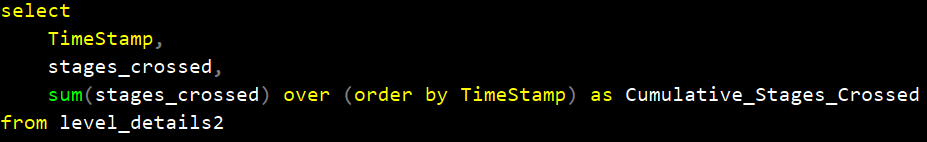 select
TimeStamp,
stages_crossed,
sum(stages_crossed) over (order by TimeStamp) as Cumulative_Stages_Crossed
from level_details2